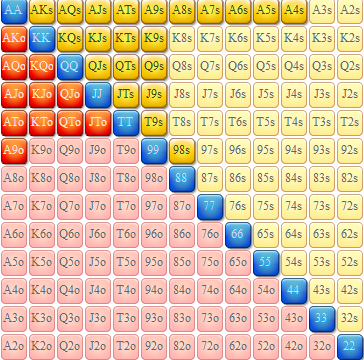 AA AKs AQs AJs ATs A9s A8s A7s A6s A5s A4s A3s A2s
AKo KK KQs KJs KTs K9s K8s K7s K6s K5s K4s K3s K2s
AQo KQo QQ QJs QTs Q9s Q8s Q7s Q6s Q5s Q4s Q3s Q2s
AJo KJo QJo JJ JTs J9s J8s J7s J6s J5s J4s J3s J2s
ATo KTo QTo JTo TT T9s T8s T7s T6s T5s T4s T3s T2s
A9o K9o Q9o J9o T9o 99 98s 97s 96s 95s 94s 93s 92s
A8o K8o Q8o J8o T8o 98o 88 87s 86s 85s 84s 83s 82s
A7o K7o Q7o J7o T7o 97o 87o 77 76s 75s 74s 73s 72s
A6o K6o Q6o J6o T6o 96o 86o 76o 66 65s 64s 63s 62s
A5o K5o Q5o J5o T5o 95o 85o 75o 65o 55 54s 53s 52s
A4o K4o Q4o J4o T4o 94o 84o 74o 64o 54o 44 43s 42s
A3o K3o Q3o J3o T3o 93o 83o 73o 63o 53o 43o 33 32s
A2o K2o Q2o J2o T2o 92o 82o 72o 62o 52o 42o 32o 22